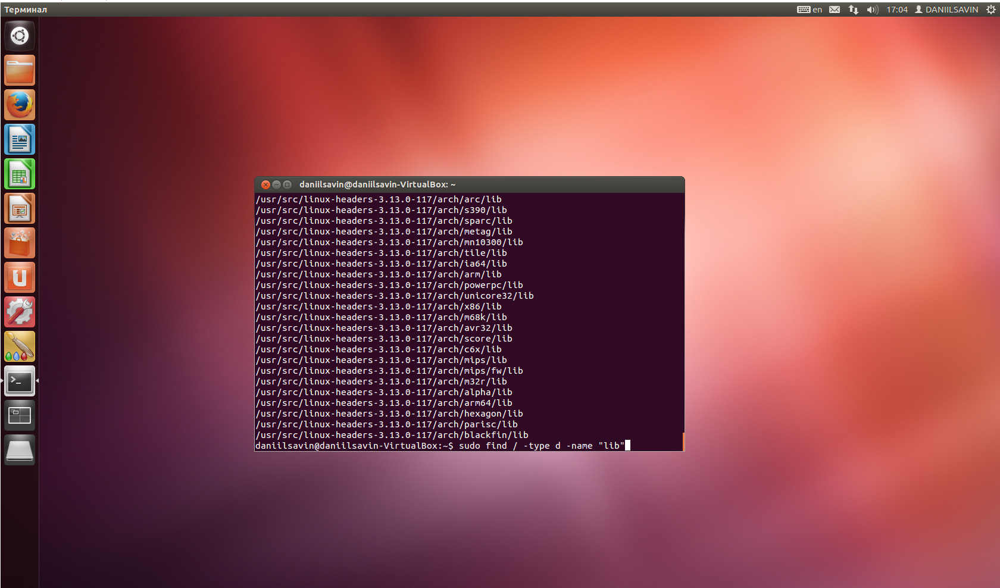 Терминал
en
17:04
DANIILSAVIN
daniilsavin@daniilsavin-VirtualBox: ~
/usr/src/linux-headers-3.13.0-117/arch/arc/lib
/usr/src/linux-headers-3.13.0-117/arch/s390/lib
/usr/src/linux-headers-3.13.0-117/arch/sparc/lib
/usr/src/linux-headers-3.13.0-117/arch/metag/lib
/usr/src/linux-headers-3.13.0-117/arch/mn10300/lib
/usr/src/linux-headers-3.13.0-117/arch/tile/lib
/usr/src/linux-headers-3.13.0-117/arch/ia64/lib
/usr/src/linux-headers-3.13.0-117/arch/arm/lib
/usr/src/linux-headers-3.13.0-117/arch/powerpc/lib
/usr/src/linux-headers-3.13.0-117/arch/unicore32/lib
/usr/src/linux-headers-3.13.0-117/arch/x86/lib
/usr/src/linux-headers-3.13.0-117/arch/m68k/lib
/usr/src/linux-headers-3.13.0-117/arch/avr32/lib
/usr/src/linux-headers-3.13.0-117/arch/score/lib
/usr/src/linux-headers-3.13.0-117/arch/c6x/lib
/usr/src/linux-headers-3.13.0-117/arch/mips/lib
/usr/src/linux-headers-3.13.0-117/arch/mips/fw/lib
/usr/src/linux-headers-3.13.0-117/arch/m32r/lib
/usr/src/linux-headers-3.13.0-117/arch/alpha/lib
/usr/src/linux-headers-3.13.0-117/arch/arm64/lib
/usr/src/linux-headers-3.13.0-117/arch/hexagon/lib
/usr/src/linux-headers-3.13.0-117/arch/parisc/lib
/usr/src/linux-headers-3.13.0-117/arch/blackfin/lib
daniilsavin@daniilsavin-VirtualBox:~$ sudo find / -type d -name "lib"